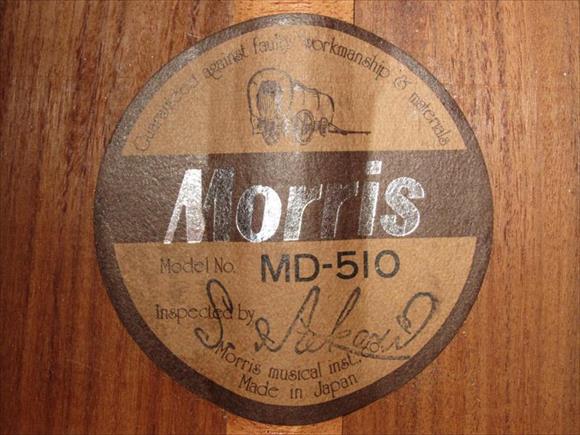 Guaranteed against faulty workmanship & materials
Morris
Model No. MD-510
Inspected by
Morris musical inst.
Made in Japan